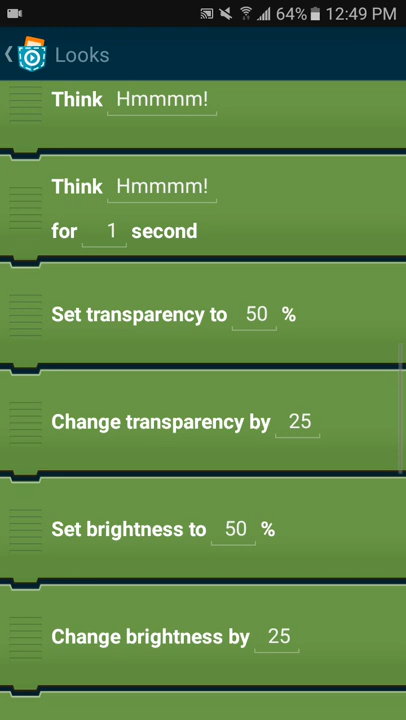 64% 12:49 PM
Looks
Think Hmmmm!
Think Hmmmm!
for 1 second
Set transparency to 50 %
Change transparency by 25
Set brightness to 50 %
Change brightness by 25